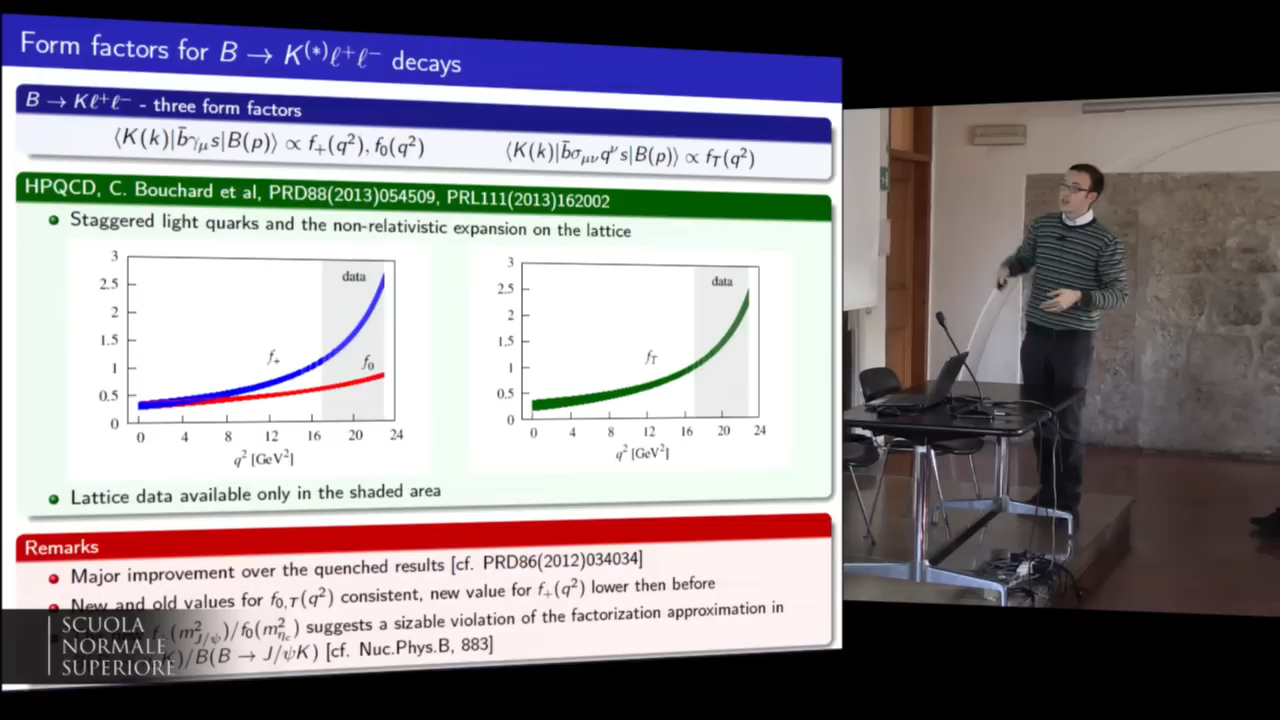 Form factors for B → K(*)ℓ+ℓ− decays
B → Kℓ+ℓ− - three form factors
⟨K(k)|b̄γμs|B(p)⟩ ∝ f+(q²), f0(q²)
⟨K(k)|b̄σμνqνs|B(p)⟩ ∝ fT(q²)
HPQCD, C. Bouchard et al, PRD88(2013)054509, PRL111(2013)162002
Staggered light quarks and the non-relativistic expansion on the lattice
3
2.5
2
1.5
1
0.5
0
data
f+
f0
0 4 8 12 16 20 24
q² [GeV²]
3
2.5
2
1.5
1
0.5
0
data
fT
0 4 8 12 16 20 24
q² [GeV²]
Lattice data available only in the shaded area
Remarks
Major improvement over the quenched results [cf. PRD86(2012)034034]
New and old values for f0,T(q²) consistent, new value for f+(q²) lower then before
(m²J/ψ)/f0(m²ηc) suggests a sizable violation of the factorization approximation in
K)/B(B → J/ψK) [cf. Nuc.Phys.B, 883]
SCUOLA
NORMALE
SUPERIORE